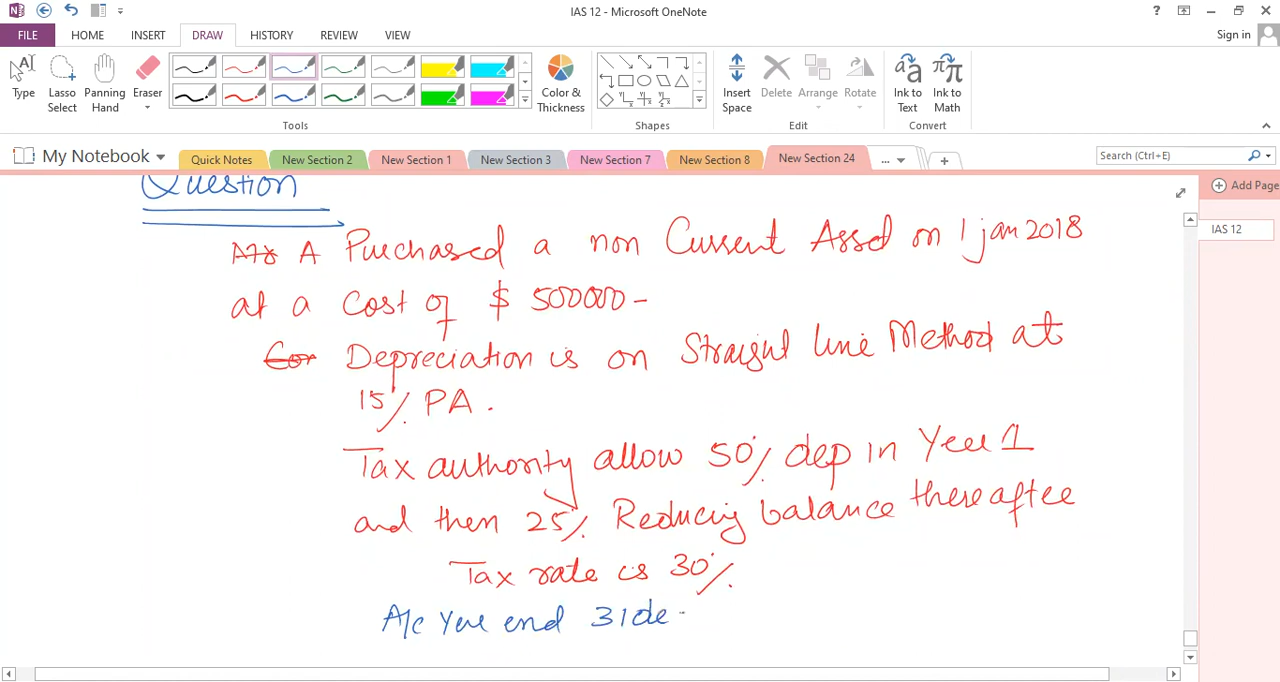 IAS 12 - Microsoft OneNote
?
Sign in
FILE HOME INSERT DRAW HISTORY REVIEW VIEW
Type
Lasso Select
Panning Hand
Eraser
Color & Thickness
Insert Space
Delete
Arrange
Rotate
Ink to Text
Ink to Math
Tools
Shapes
Edit
Convert
My Notebook Quick Notes New Section 2 New Section 1 New Section 3 New Section 7 New Section 8 New Section 24 ... Search (Ctrl+E)
Add Page
IAS 12
Question
A Purchased a non Current Asset on 1 jan 2018
at a Cost of $ 500000-
Depreciation is on Straight line Method at
15% PA.
Tax authority allow 50% dep in Year 1
and then 25% Reducing balance thereafter
Tax rate is 30%.
A/c Year end 31 de